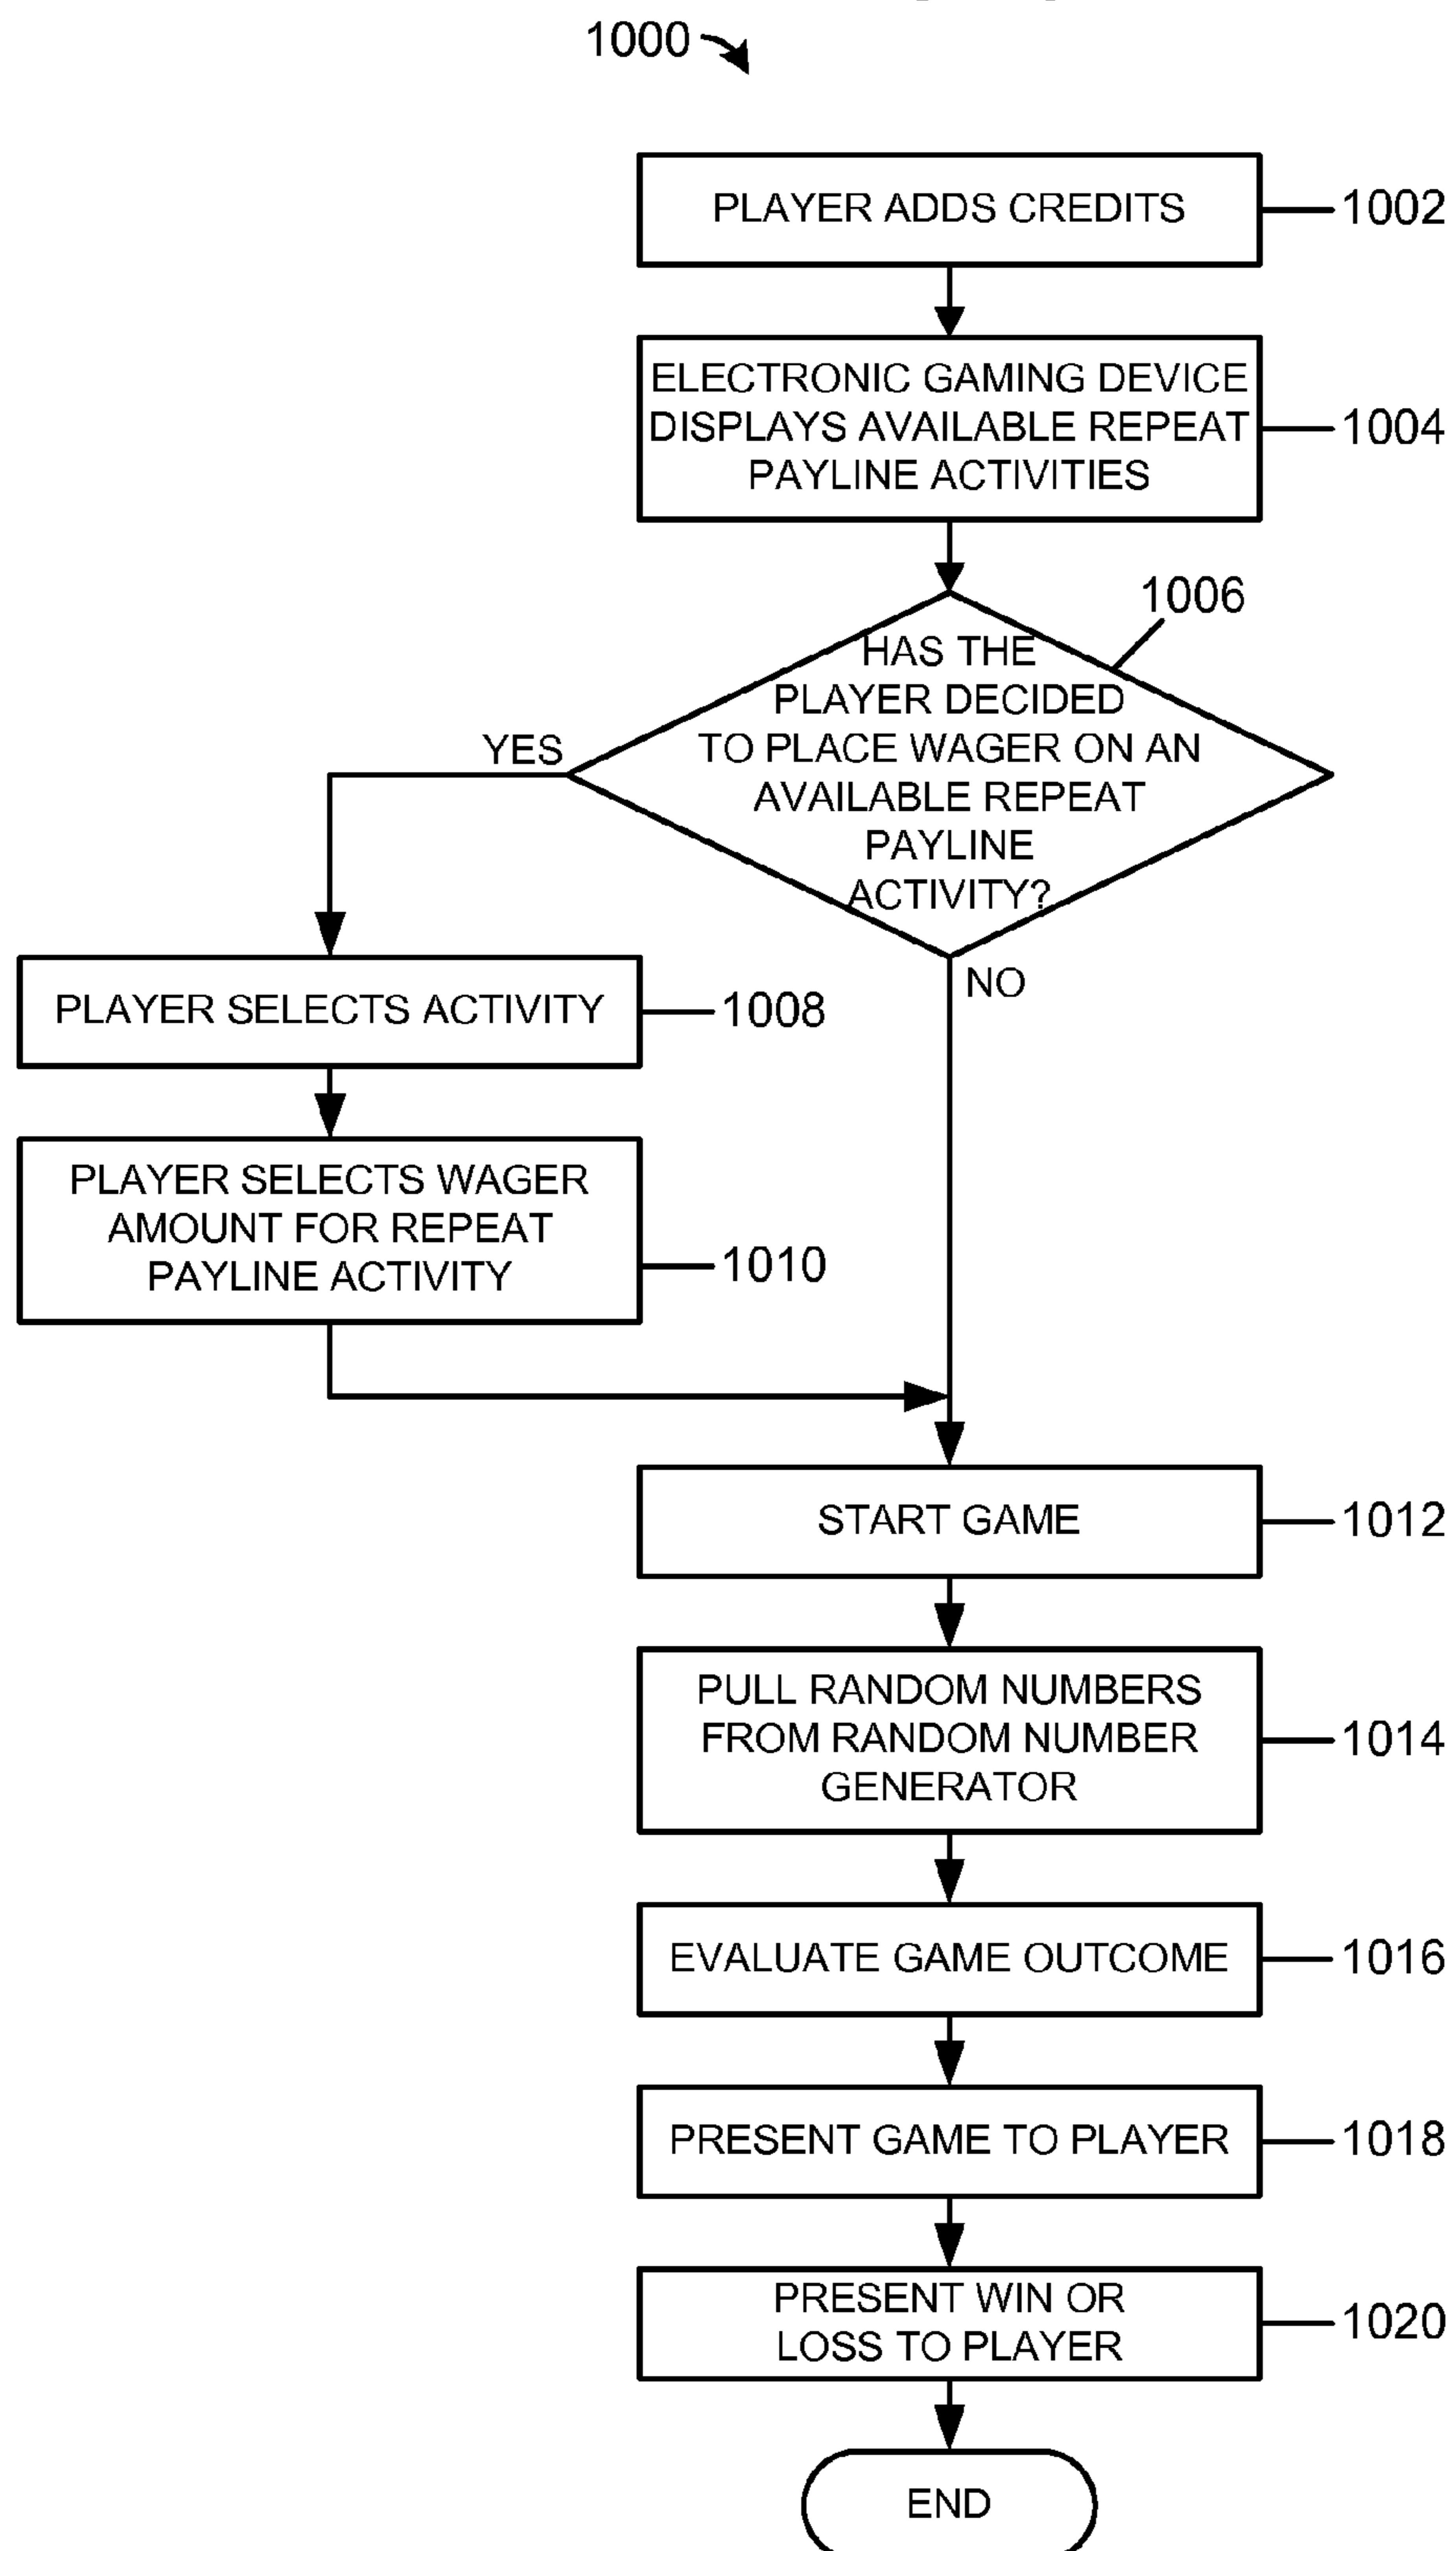 1000
PLAYER ADDS CREDITS
1002
ELECTRONIC GAMING DEVICE
DISPLAYS AVAILABLE REPEAT
PAYLINE ACTIVITIES
1004
1006
HAS THE
PLAYER DECIDED
TO PLACE WAGER ON AN
AVAILABLE REPEAT
PAYLINE
ACTIVITY?
YES
NO
PLAYER SELECTS ACTIVITY
1008
PLAYER SELECTS WAGER
AMOUNT FOR REPEAT
PAYLINE ACTIVITY
1010
START GAME
1012
PULL RANDOM NUMBERS
FROM RANDOM NUMBER
GENERATOR
1014
EVALUATE GAME OUTCOME
1016
PRESENT GAME TO PLAYER
1018
PRESENT WIN OR
LOSS TO PLAYER
1020
END